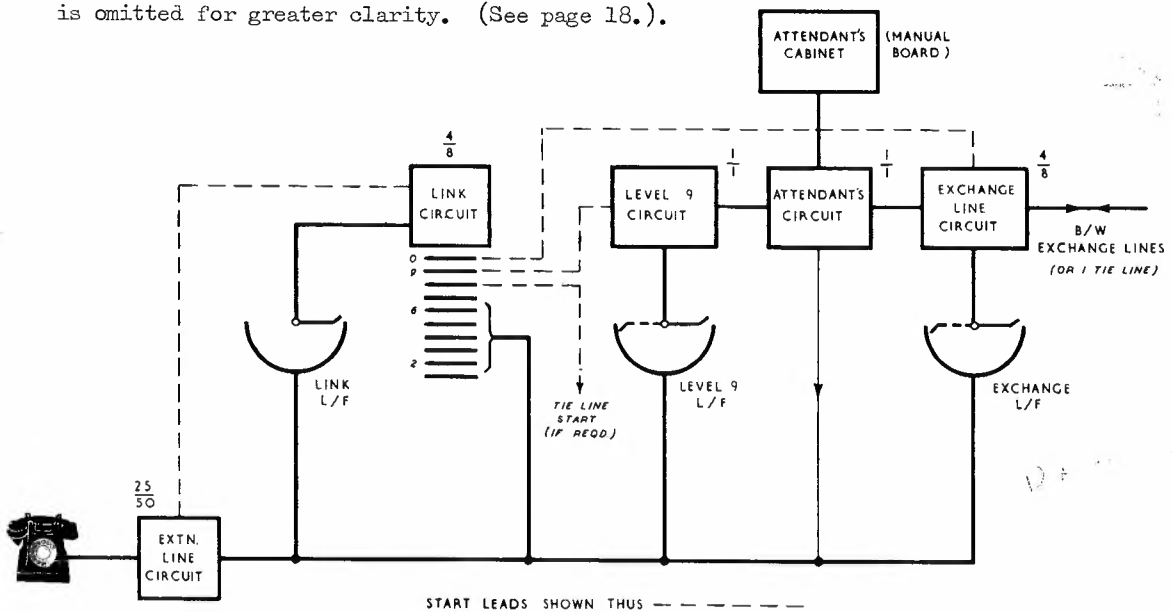 is omitted for greater clarity. (See page 18.).
ATTENDANT'S
CABINET
(MANUAL
BOARD)
4
8
LINK
CIRCUIT
1
1
LEVEL 9
CIRCUIT
ATTENDANT'S
CIRCUIT
1
1
EXCHANGE
LINE
CIRCUIT
4
8
B/W
EXCHANGE LINES
(OR 1 TIE LINE)
0
9
6
2
LINK
L/F
TIE LINE
START
(IF REQD)
LEVEL 9
L/F
EXCHANGE
L/F
25
50
EXTN.
LINE
CIRCUIT
START LEADS SHOWN THUS